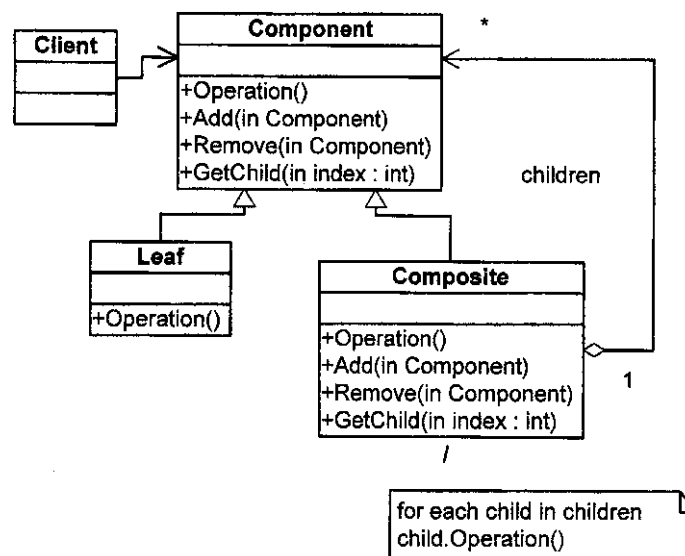 Client
Component
+Operation()
+Add(in Component)
+Remove(in Component)
+GetChild(in index : int)
*
children
Leaf
+Operation()
Composite
+Operation()
+Add(in Component)
+Remove(in Component)
+GetChild(in index : int)
1
for each child in children
child.Operation()